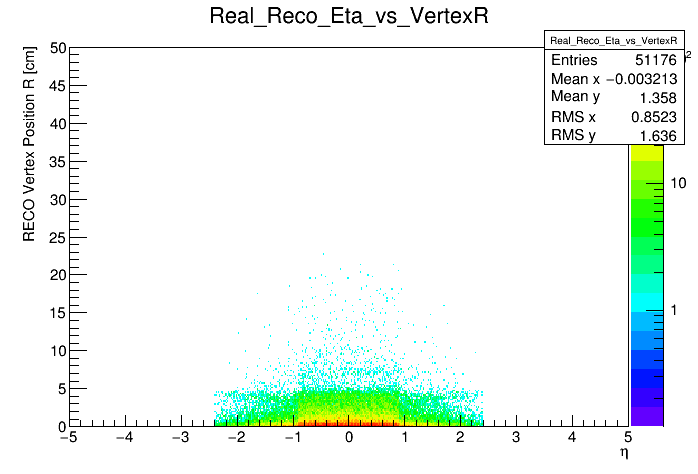 Real_Reco_Eta_vs_VertexR
Real_Reco_Eta_vs_VertexR
Entries 51176
Mean x −0.003213
Mean y 1.358
RMS x 0.8523
RMS y 1.636
RECO Vertex Position R [cm]
50
45
40
35
30
25
20
15
10
5
0
−5 −4 −3 −2 −1 0 1 2 3 4 5
η
2
10
1